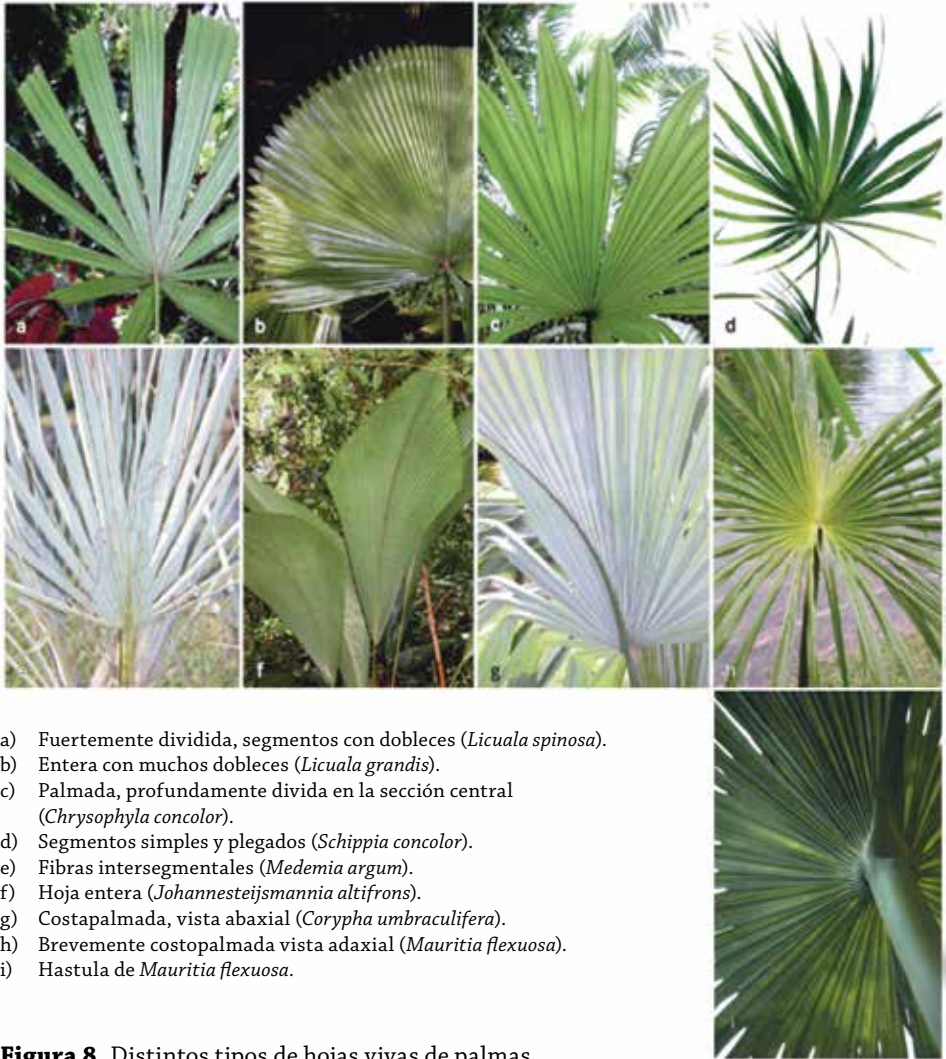 a
b
c
d
e
f
g
h
a) Fuertemente dividida, segmentos con dobleces (Licuala spinosa).
b) Entera con muchos dobleces (Licuala grandis).
c) Palmada, profundamente divida en la sección central
(Chrysophyla concolor).
d) Segmentos simples y plegados (Schippia concolor).
e) Fibras intersegmentales (Medemia argum).
f) Hoja entera (Johannesteijsmannia altifrons).
g) Costapalmada, vista abaxial (Corypha umbraculifera).
h) Brevemente costopalmada vista adaxial (Mauritia flexuosa).
i) Hastula de Mauritia flexuosa.
Figura 8. Distintos tipos de hojas vivas de palmas